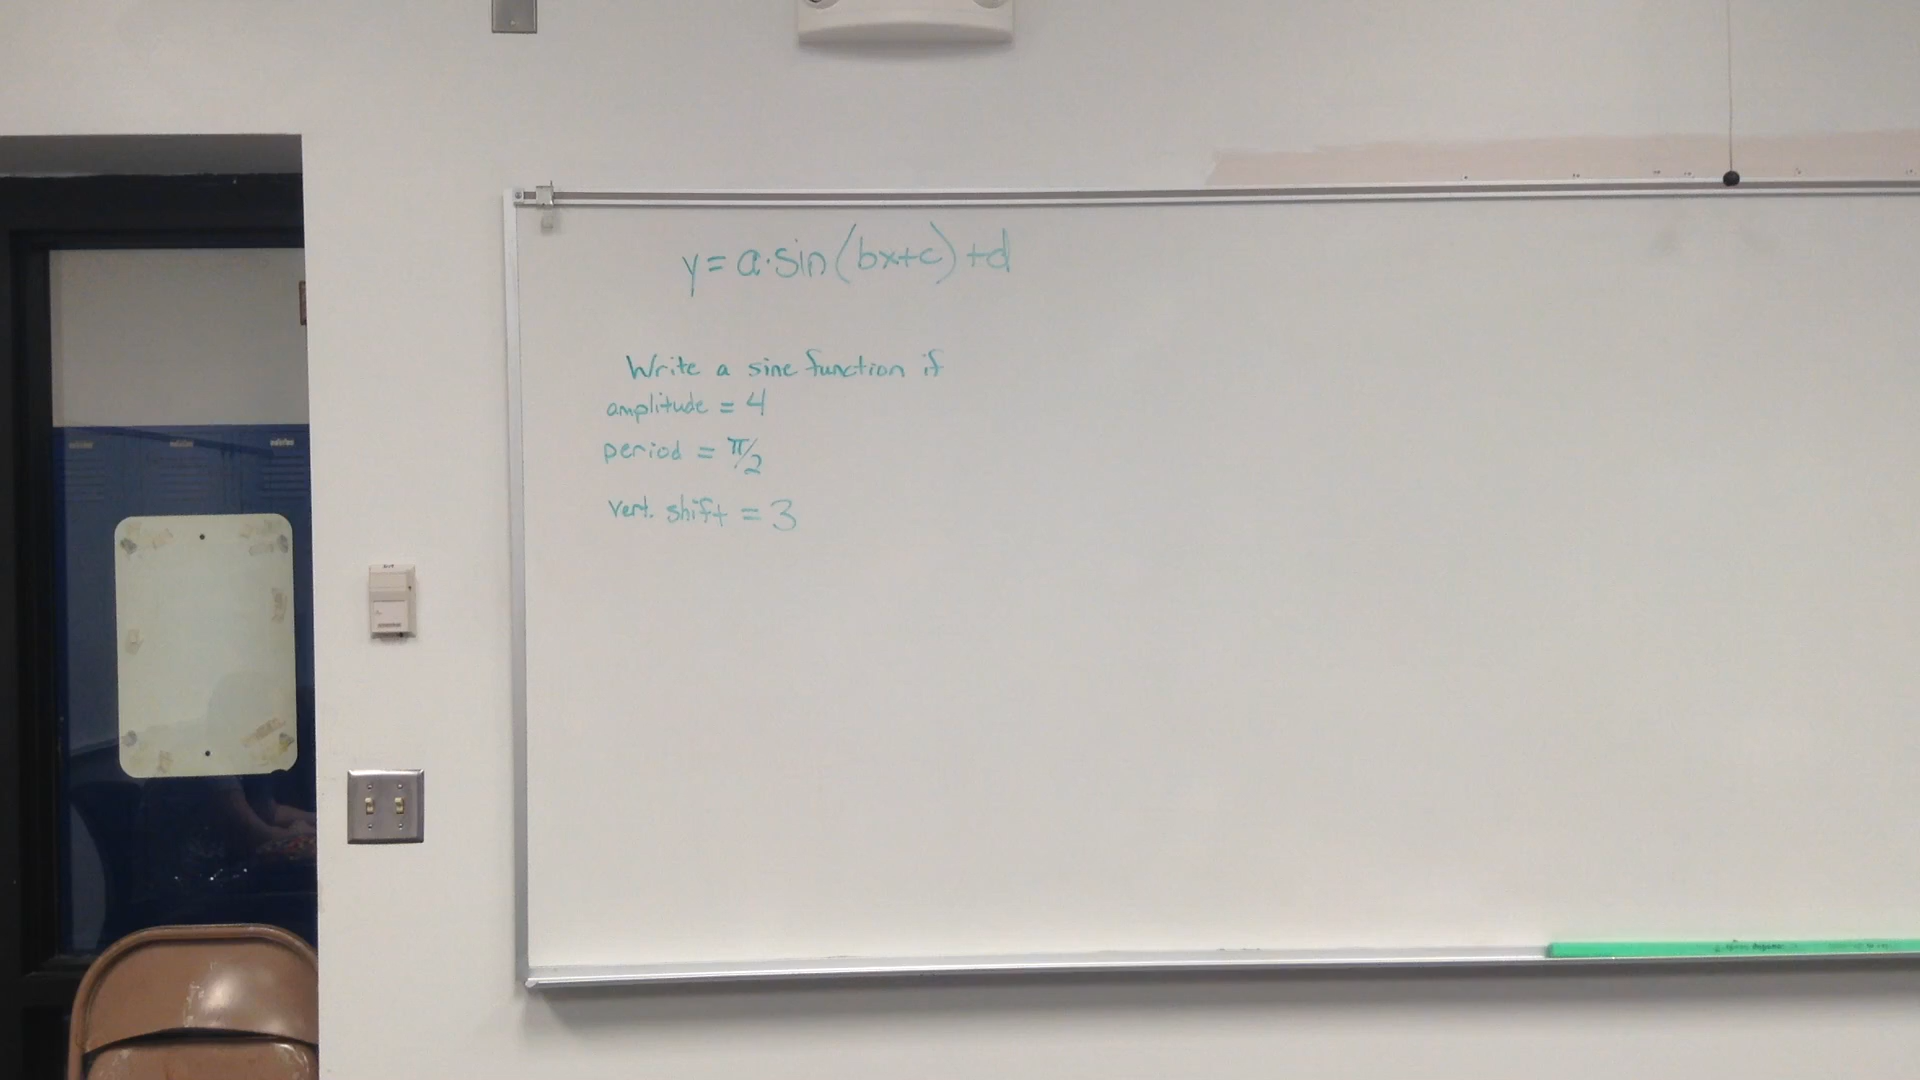 y = a·sin(bx+c)+d
Write a sine function if
amplitude = 4
period = π/2
vert. shift = 3